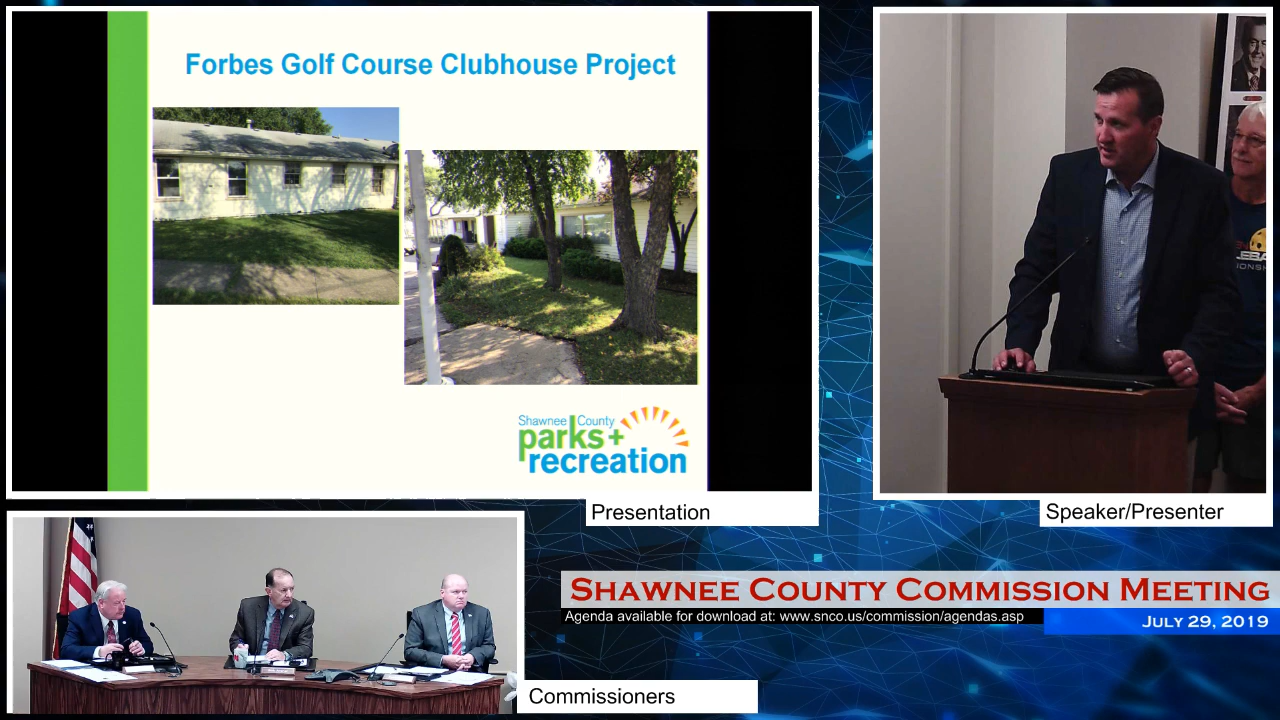 Forbes Golf Course Clubhouse Project
Shawnee County
parks+
recreation
Presentation
Speaker/Presenter
Shawnee County Commission Meeting
Agenda available for download at: www.snco.us/commission/agendas.asp
July 29, 2019
Commissioners